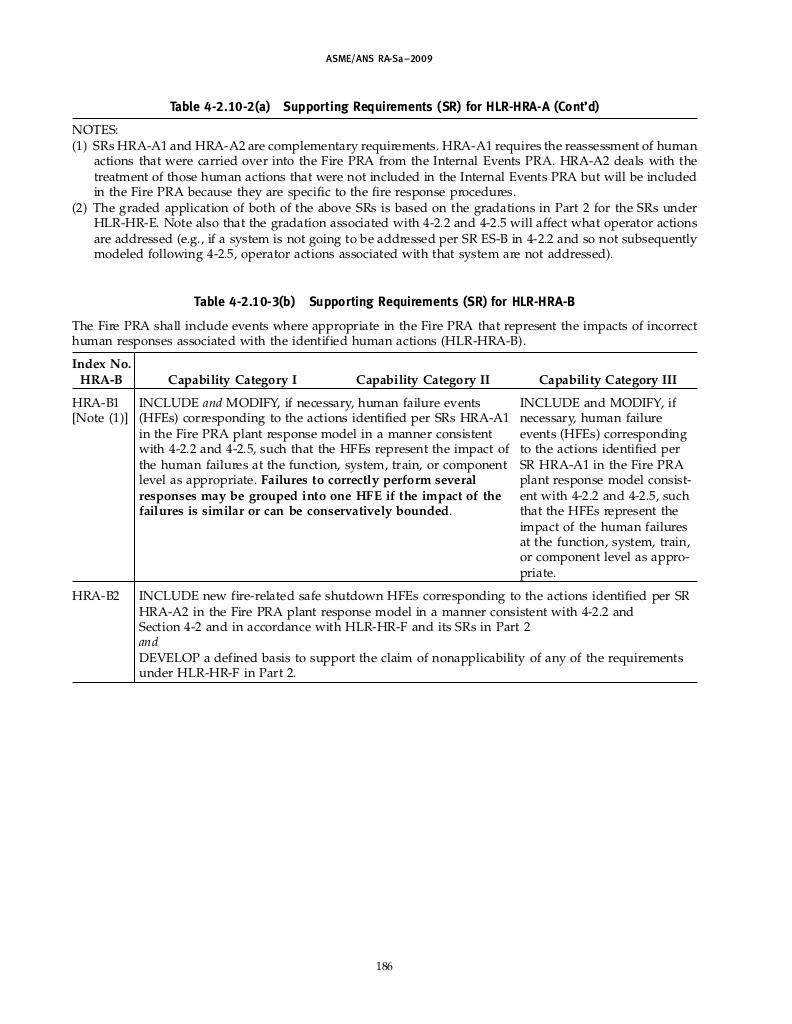 ASME/ANS RA-Sa–2009
Table 4-2.10-2(a) Supporting Requirements (SR) for HLR-HRA-A (Cont’d)
NOTES:
(1) SRs HRA-A1 and HRA-A2 are complementary requirements. HRA-A1 requires the reassessment of human
actions that were carried over into the Fire PRA from the Internal Events PRA. HRA-A2 deals with the
treatment of those human actions that were not included in the Internal Events PRA but will be included
in the Fire PRA because they are specific to the fire response procedures.
(2) The graded application of both of the above SRs is based on the gradations in Part 2 for the SRs under
HLR-HR-E. Note also that the gradation associated with 4-2.2 and 4-2.5 will affect what operator actions
are addressed (e.g., if a system is not going to be addressed per SR ES-B in 4-2.2 and so not subsequently
modeled following 4-2.5, operator actions associated with that system are not addressed).
Table 4-2.10-3(b) Supporting Requirements (SR) for HLR-HRA-B
The Fire PRA shall include events where appropriate in the Fire PRA that represent the impacts of incorrect
human responses associated with the identified human actions (HLR-HRA-B).
Index No.
HRA-B
Capability Category I
Capability Category II
Capability Category III
HRA-B1
[Note (1)]
INCLUDE and MODIFY, if necessary, human failure events
(HFEs) corresponding to the actions identified per SRs HRA-A1
in the Fire PRA plant response model in a manner consistent
with 4-2.2 and 4-2.5, such that the HFEs represent the impact of
the human failures at the function, system, train, or component
level as appropriate. Failures to correctly perform several
responses may be grouped into one HFE if the impact of the
failures is similar or can be conservatively bounded.
INCLUDE and MODIFY, if
necessary, human failure
events (HFEs) corresponding
to the actions identified per
SR HRA-A1 in the Fire PRA
plant response model consist-
ent with 4-2.2 and 4-2.5, such
that the HFEs represent the
impact of the human failures
at the function, system, train,
or component level as appro-
priate.
HRA-B2
INCLUDE new fire-related safe shutdown HFEs corresponding to the actions identified per SR
HRA-A2 in the Fire PRA plant response model in a manner consistent with 4-2.2 and
Section 4-2 and in accordance with HLR-HR-F and its SRs in Part 2
and
DEVELOP a defined basis to support the claim of nonapplicability of any of the requirements
under HLR-HR-F in Part 2.
186